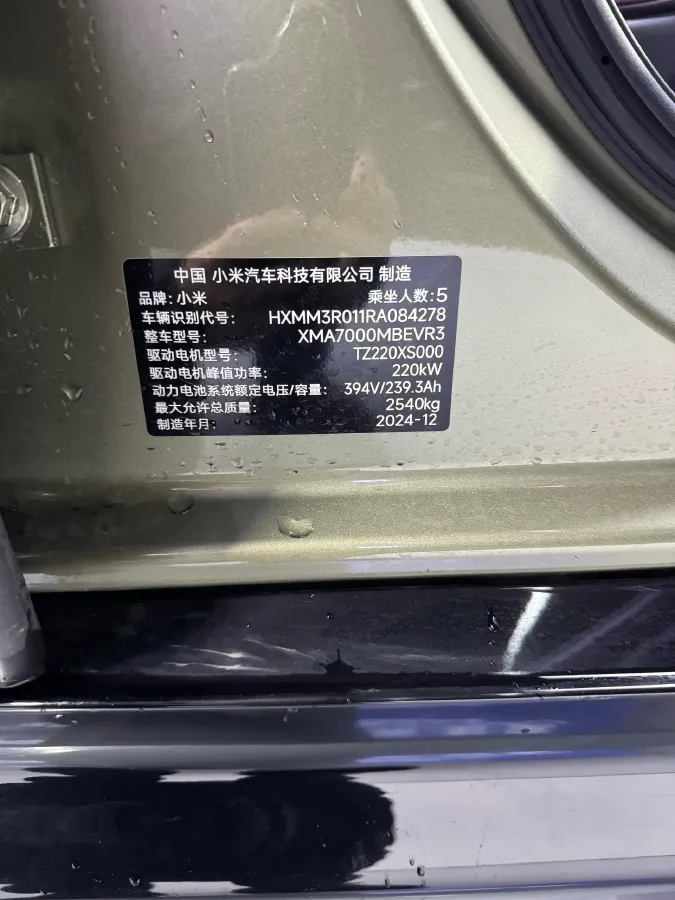 中国 小米汽车科技有限公司 制造
品牌: 小米 乘坐人数: 5
车辆识别代号: HXMM3R011RA084278
整车型号: XMA7000MBEVR3
驱动电机型号: TZ220XS000
驱动电机峰值功率: 220kW
动力电池系统额定电压/容量: 394V/239.3Ah
最大允许总质量: 2540kg
制造年月: 2024-12